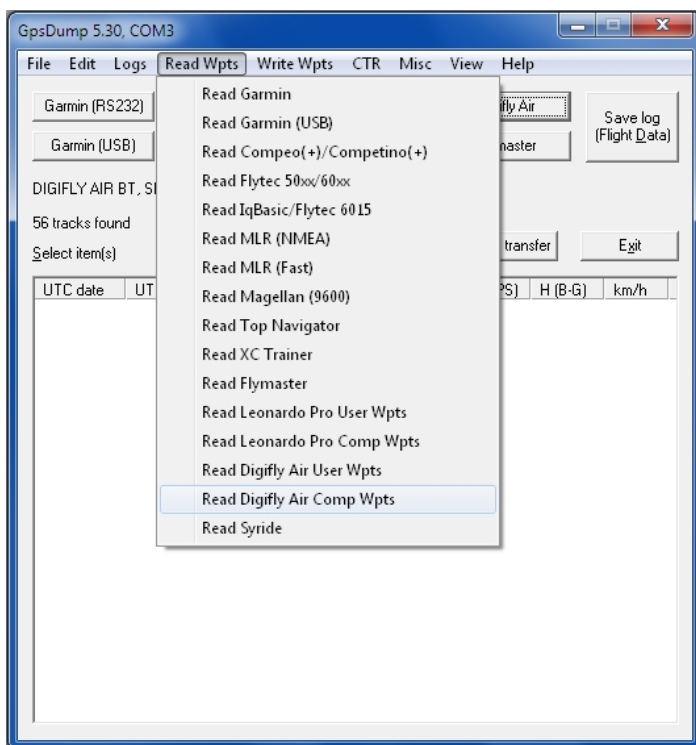 GpsDump 5.30, COM3
File Edit Logs Read Wpts Write Wpts CTR Misc View Help
Garmin (RS232)
Air
Save log
(Flight Data)
Garmin (USB)
DIGIFLY AIR BT,
56 tracks found
Select item(s)
transfer
Exit
UTC date
H (B-G)
km/h
Read Garmin
Read Garmin (USB)
Read Compeo(+)/Competino(+)
Read Flytec 50xx/60xx
Read IqBasic/Flytec 6015
Read MLR (NMEA)
Read MLR (Fast)
Read Magellan (9600)
Read Top Navigator
Read XC Trainer
Read Flymaster
Read Leonardo Pro User Wpts
Read Leonardo Pro Comp Wpts
Read Digifly Air User Wpts
Read Digifly Air Comp Wpts
Read Syride